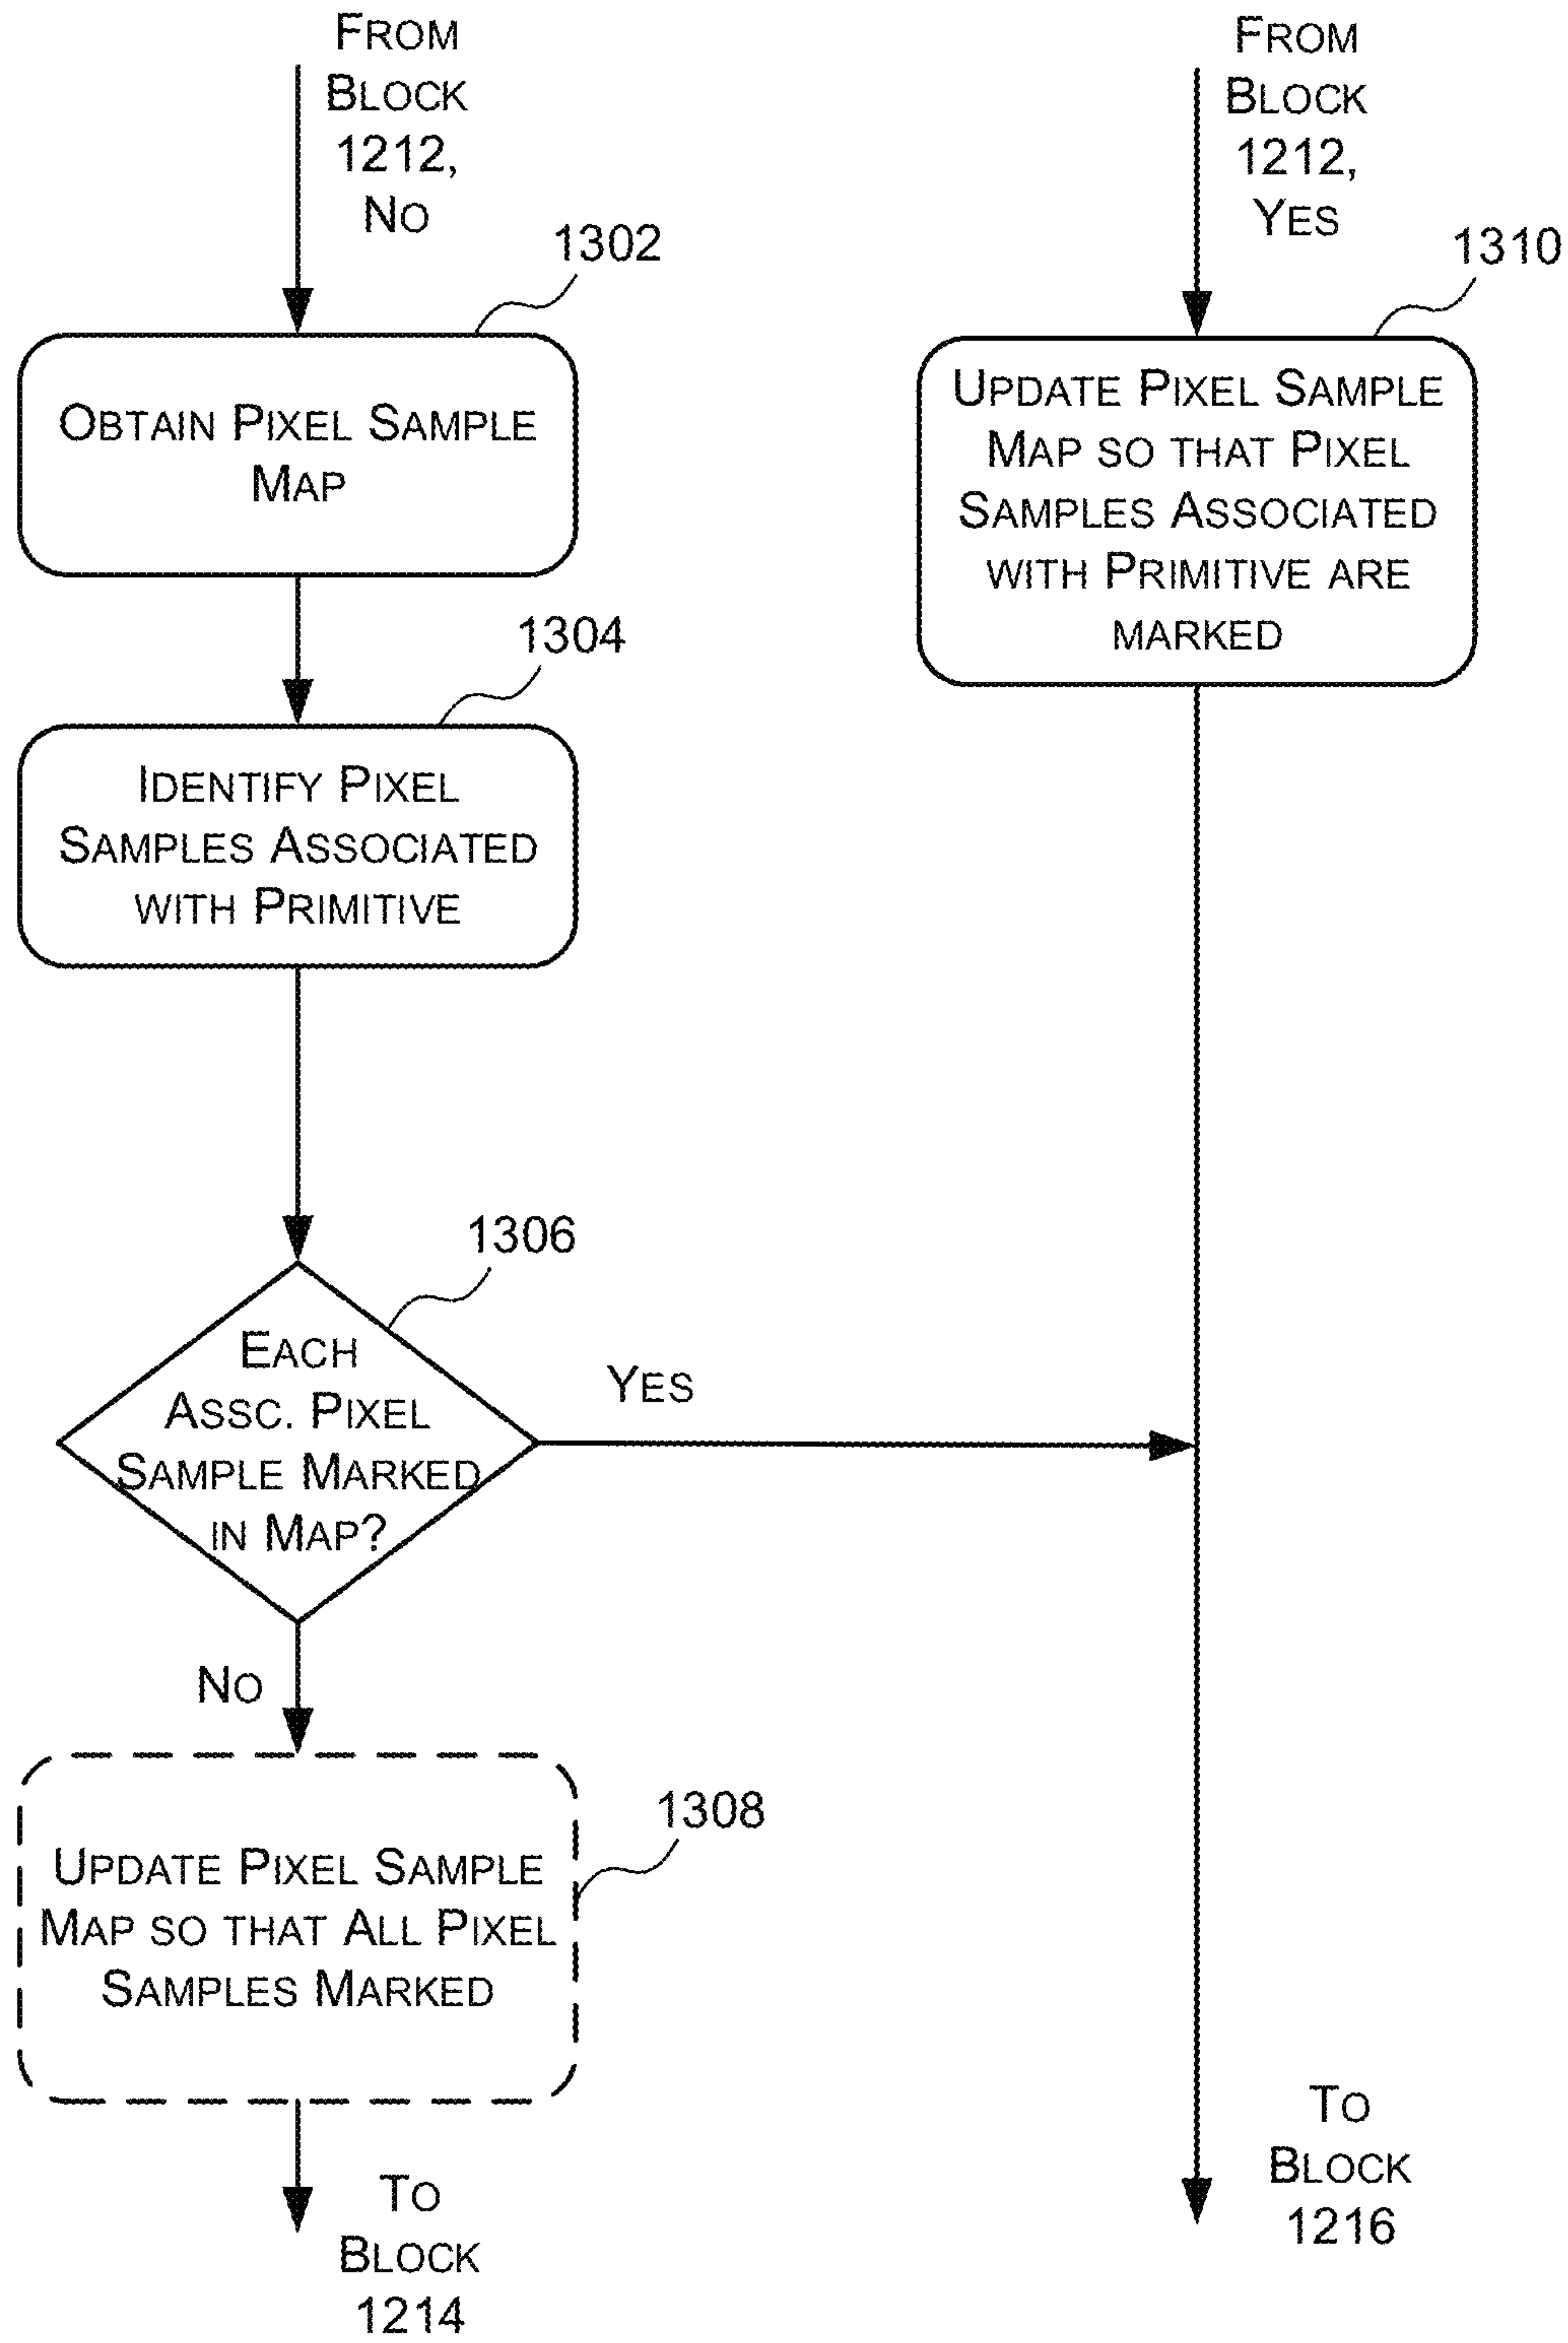 From
Block
1212,
No
1302
Obtain Pixel Sample
Map
1304
Identify Pixel
Samples Associated
with Primitive
1306
Each
Assc. Pixel
Sample Marked
in Map?
Yes
No
1308
Update Pixel Sample
Map so that All Pixel
Samples Marked
To
Block
1214
From
Block
1212,
Yes
1310
Update Pixel Sample
Map so that Pixel
Samples Associated
with Primitive are
marked
To
Block
1216